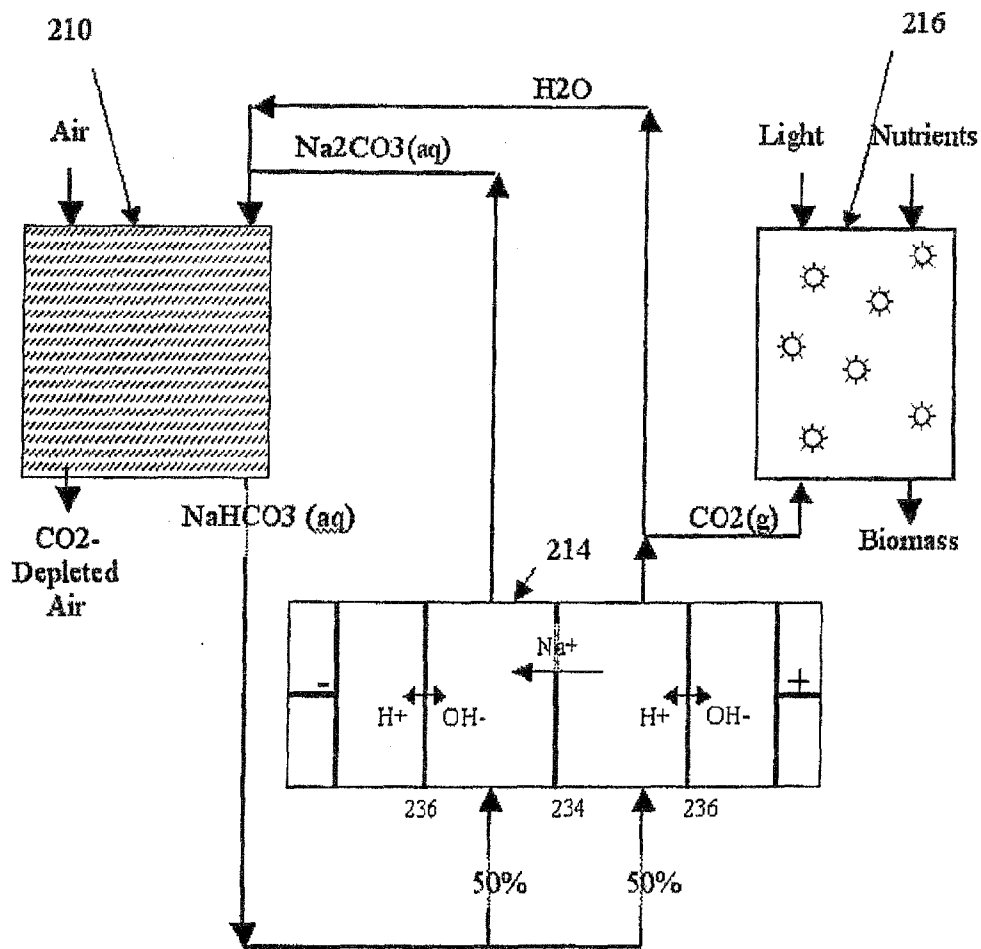 210
216
H2O
Air
Na2CO3(aq)
Light
Nutrients
NaHCO3 (aq)
CO2(g)
CO2-
Depleted
Air
Biomass
214
Na+
-
+
H+
OH-
H+
OH-
236
234
236
50%
50%